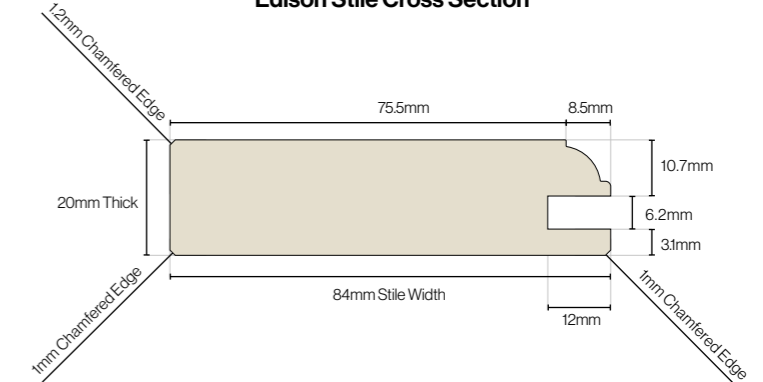 Edison Stile Cross Section
1.2mm Chamfered Edge
75.5mm
8.5mm
10.7mm
20mm Thick
6.2mm
3.1mm
84mm Stile Width
12mm
1mm Chamfered Edge
1mm Chamfered Edge